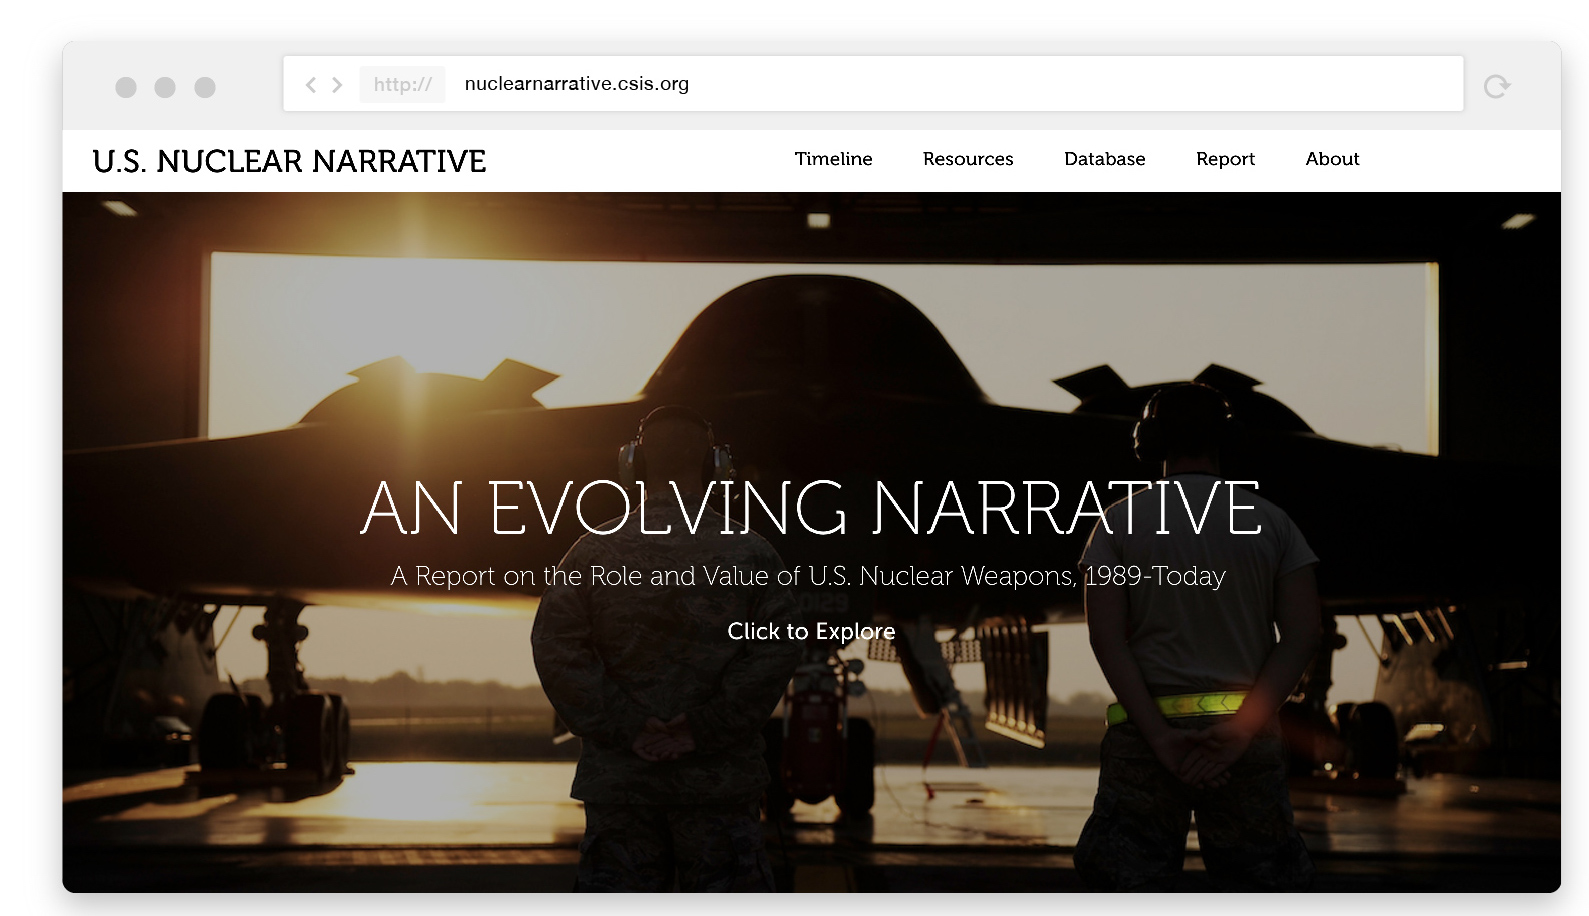 http:// nuclearnarrative.csis.org
U.S. NUCLEAR NARRATIVE Timeline Resources Database Report About
AN EVOLVING NARRATIVE
A Report on the Role and Value of U.S. Nuclear Weapons, 1989-Today
Click to Explore